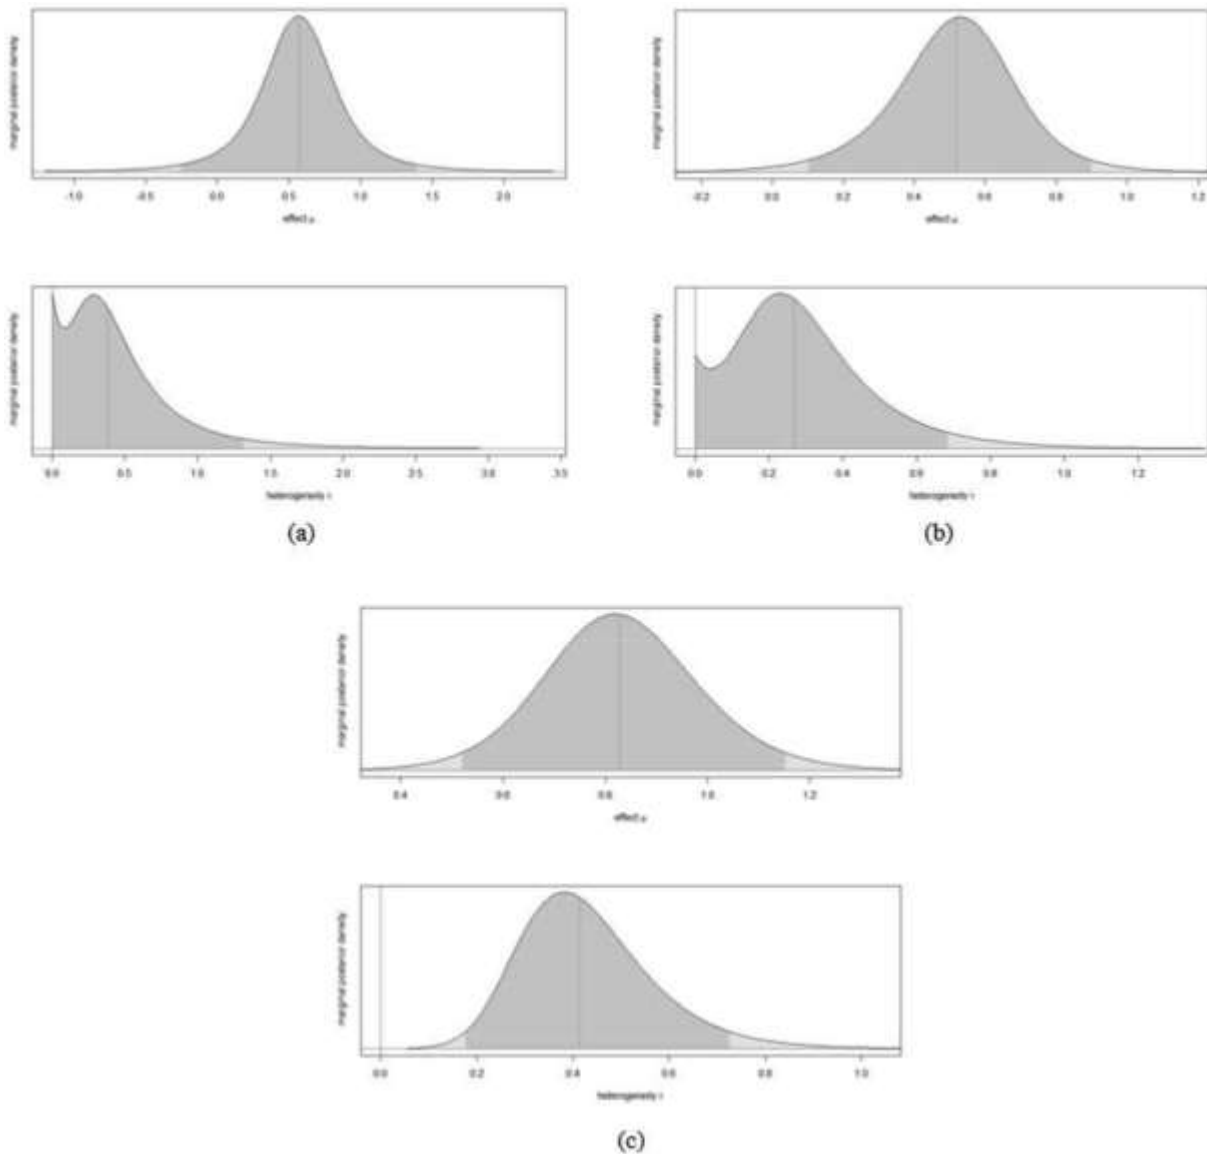 marginal posterior density
-1.0 -0.5 0.0 0.5 1.0 1.5 2.0
effect μ
marginal posterior density
-0.2 0.0 0.2 0.4 0.6 0.8 1.0 1.2
effect μ
marginal posterior density
0.0 0.5 1.0 1.5 2.0 2.5 3.0 3.5
heterogeneity τ
(a)
marginal posterior density
0.0 0.2 0.4 0.6 0.8 1.0 1.2
heterogeneity τ
(b)
marginal posterior density
0.4 0.6 0.8 1.0 1.2
effect μ
marginal posterior density
0.0 0.2 0.4 0.6 0.8 1.0
heterogeneity τ
(c)